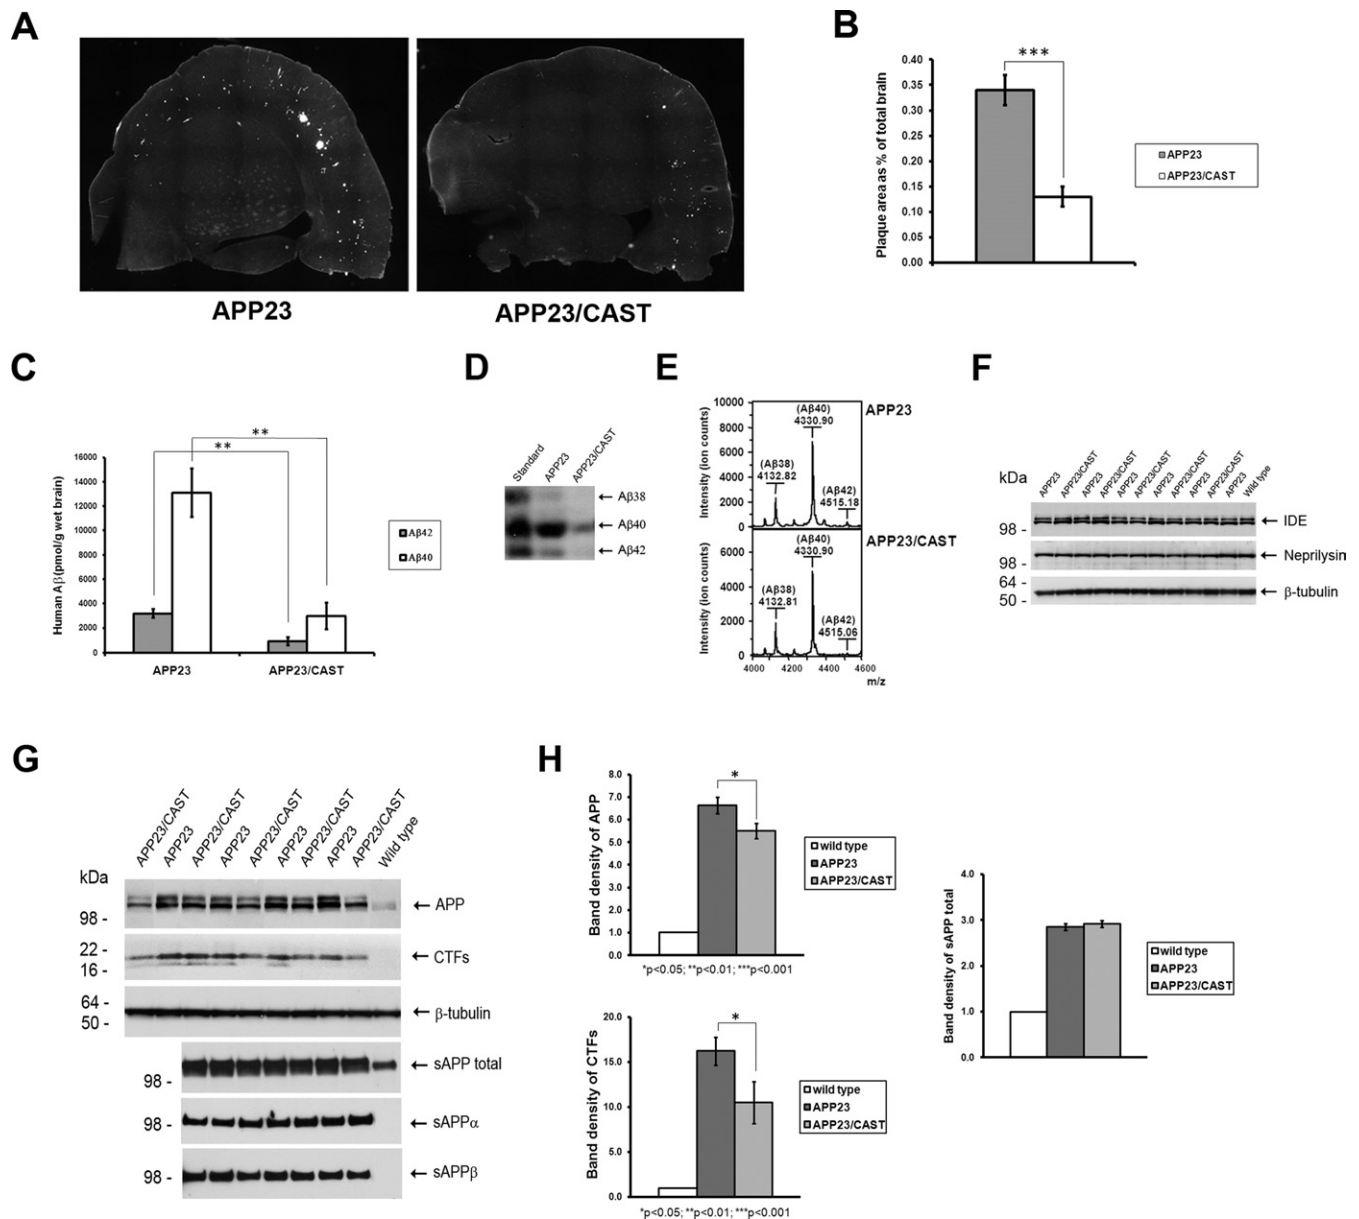 A
APP23
APP23/CAST
B
Plaque area as % of total brain
0.40
0.35
0.30
0.25
0.20
0.15
0.10
0.05
0.00
***
APP23
APP23/CAST
C
Human Aβ(pmol/g wet brain)
16000
14000
12000
10000
8000
6000
4000
2000
0
**
**
APP23
APP23/CAST
Aβ42
Aβ40
D
Standard
APP23
APP23/CAST
← Aβ38
← Aβ40
← Aβ42
E
Intensity (ion counts)
10000
8000
6000
4000
2000
0
(Aβ40)
4330.90
(Aβ38)
4132.82
(Aβ42)
4515.18
APP23
Intensity (ion counts)
8000
6000
4000
2000
0
(Aβ40)
4330.90
(Aβ38)
4132.81
(Aβ42)
4515.06
APP23/CAST
4000
4200
4400
4600
m/z
F
kDa
APP23
APP23/CAST
APP23
APP23/CAST
APP23
APP23/CAST
APP23
APP23/CAST
APP23
APP23/CAST
APP23
Wild type
98 -
← IDE
98 -
← Neprilysin
64 -
50 -
← β-tubulin
G
APP23/CAST
APP23
APP23/CAST
APP23
APP23/CAST
APP23
APP23/CAST
APP23
APP23/CAST
Wild type
kDa
98 -
← APP
22 -
16 -
← CTFs
64 -
50 -
← β-tubulin
98 -
← sAPP total
98 -
← sAPPα
98 -
← sAPPβ
H
Band density of APP
8.0
7.0
6.0
5.0
4.0
3.0
2.0
1.0
0.0
*
wild type
APP23
APP23/CAST
*p<0.05; **p<0.01; ***p<0.001
Band density of CTFs
20.0
15.0
10.0
5.0
0.0
*
wild type
APP23
APP23/CAST
*p<0.05; **p<0.01; ***p<0.001
Band density of sAPP total
4.0
3.0
2.0
1.0
0.0
wild type
APP23
APP23/CAST